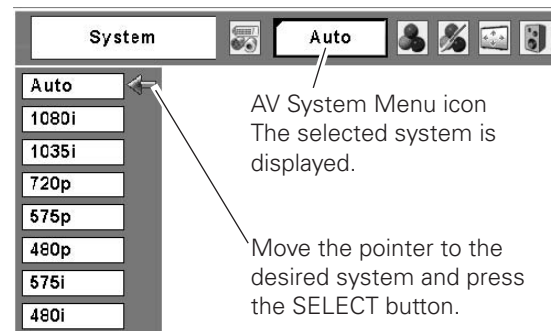 System
Auto
Auto
1080i
1035i
720p
575p
480p
575i
480i
AV System Menu icon
The selected system is
displayed.
Move the pointer to the
desired system and press
the SELECT button.